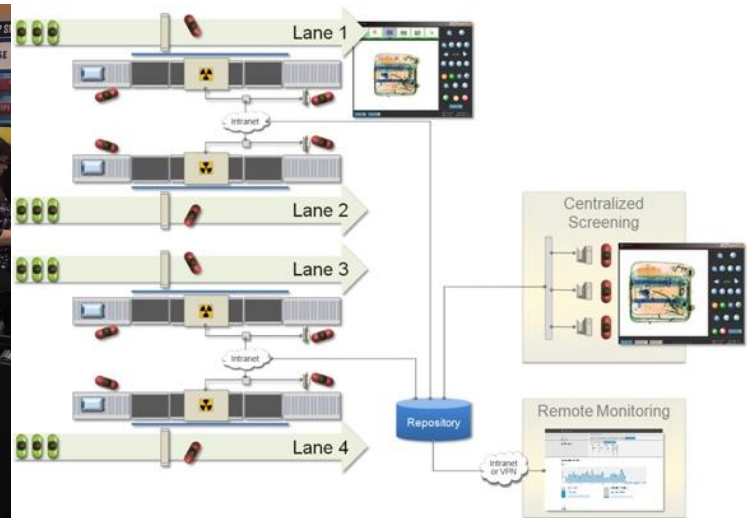 Lane 1
Intranet
Lane 2
Lane 3
Intranet
Lane 4
Repository
Centralized
Screening
Remote Monitoring
Intranet
or VPN